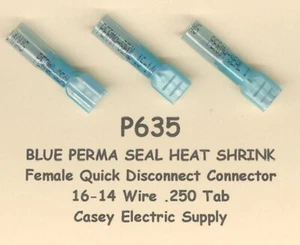 P635
BLUE PERMA SEAL HEAT SHRINK
Female Quick Disconnect Connector
16-14 Wire .250 Tab
Casey Electric Supply